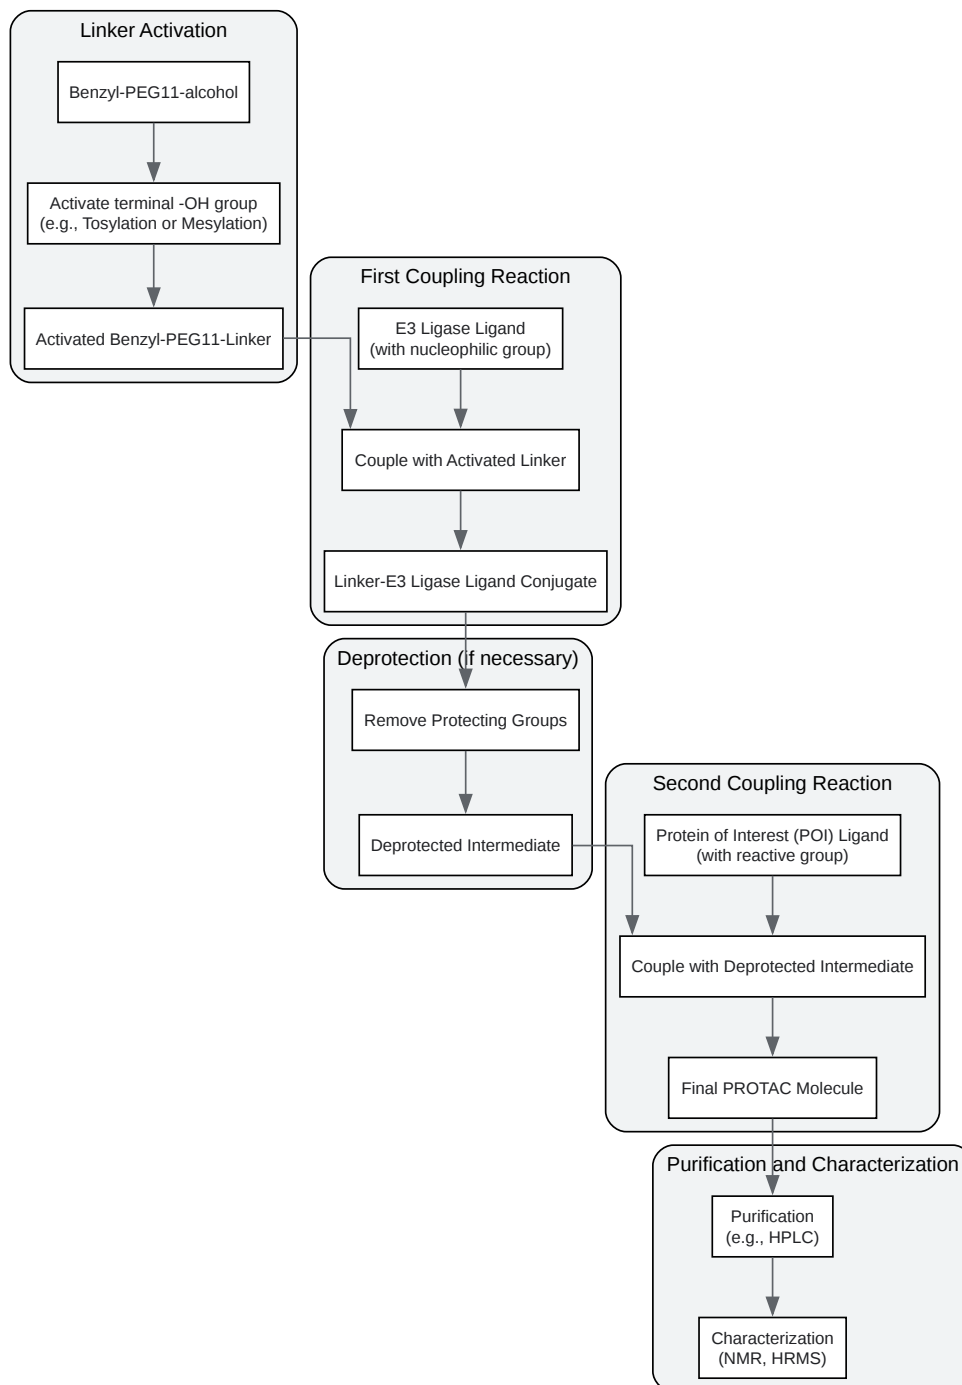 Linker Activation
Benzyl-PEG11-alcohol
Activate terminal -OH group
(e.g., Tosylation or Mesylation)
Activated Benzyl-PEG11-Linker
First Coupling Reaction
E3 Ligase Ligand
(with nucleophilic group)
Couple with Activated Linker
Linker-E3 Ligase Ligand Conjugate
Deprotection (if necessary)
Remove Protecting Groups
Deprotected Intermediate
Second Coupling Reaction
Protein of Interest (POI) Ligand
(with reactive group)
Couple with Deprotected Intermediate
Final PROTAC Molecule
Purification and Characterization
Purification
(e.g., HPLC)
Characterization
(NMR, HRMS)